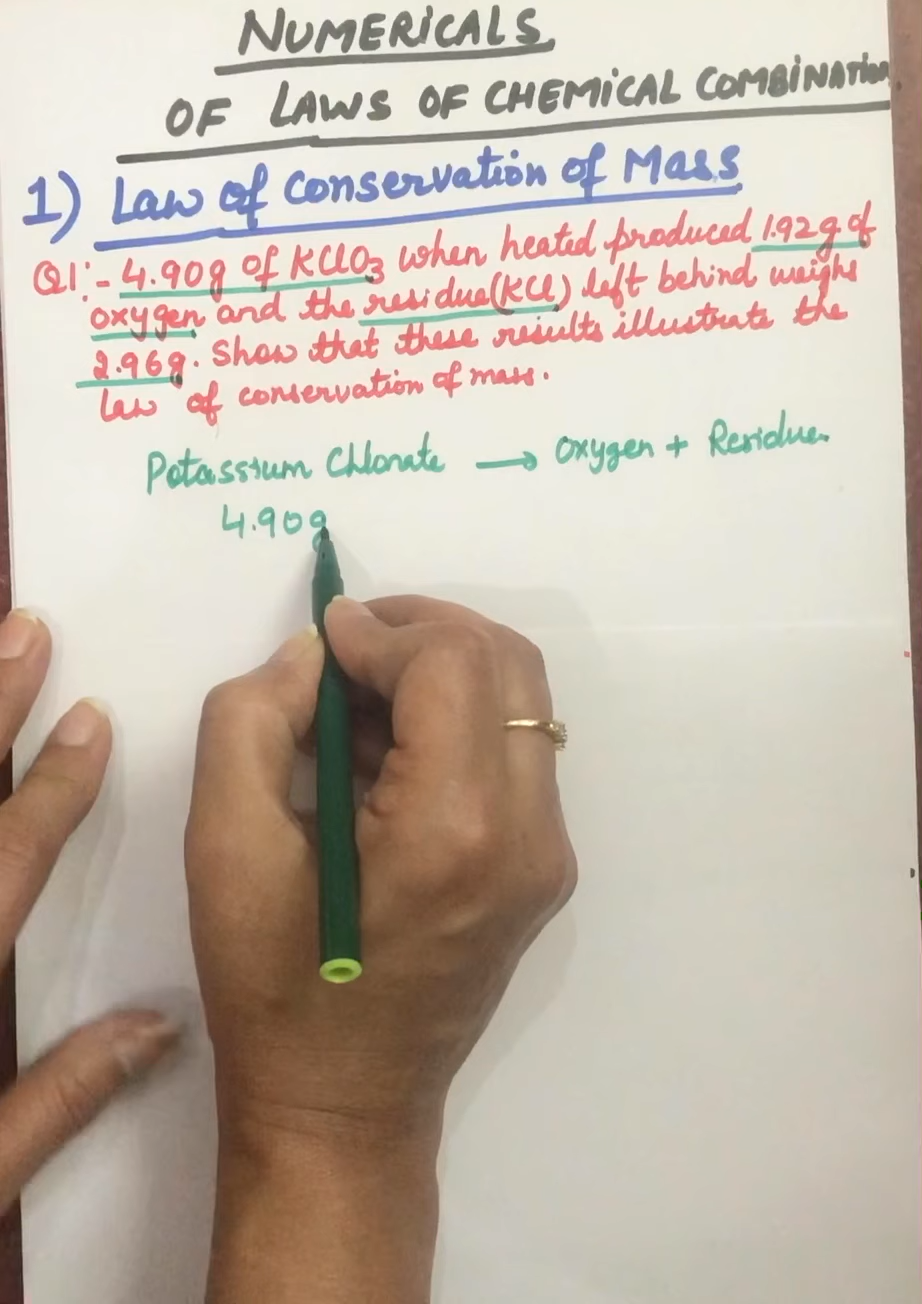 NUMERICALS
OF LAWS OF CHEMICAL COMBINATION.
1) Law of Conservation of Mass
Q1:- 4.90g of KClO3 when heated produced 1.92g of
oxygen and the residue(KCl) left behind weighs
2.96g. Show that these results illustrate the
law of conservation of mass.
Potassium Chlorate → Oxygen + Residue
4.90g